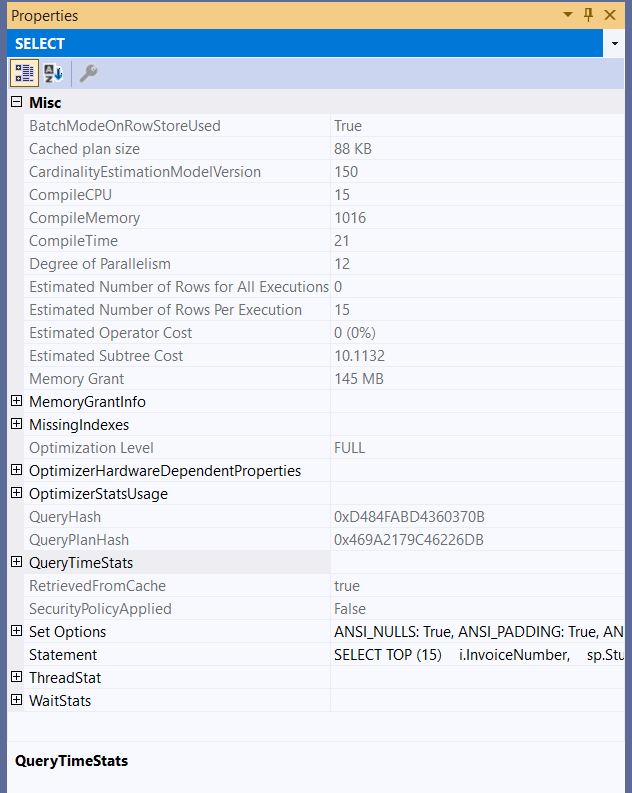 Properties
SELECT
Misc
BatchModeOnRowStoreUsed True
Cached plan size 88 KB
CardinalityEstimationModelVersion 150
CompileCPU 15
CompileMemory 1016
CompileTime 21
Degree of Parallelism 12
Estimated Number of Rows for All Executions 0
Estimated Number of Rows Per Execution 15
Estimated Operator Cost 0 (0%)
Estimated Subtree Cost 10.1132
Memory Grant 145 MB
MemoryGrantInfo
MissingIndexes
Optimization Level FULL
OptimizerHardwareDependentProperties
OptimizerStatsUsage
QueryHash 0xD484FABD4360370B
QueryPlanHash 0x469A2179C46226DB
QueryTimeStats
RetrievedFromCache true
SecurityPolicyApplied False
Set Options ANSI_NULLS: True, ANSI_PADDING: True, AN
Statement SELECT TOP (15) i.InvoiceNumber, sp.Stu
ThreadStat
WaitStats
QueryTimeStats